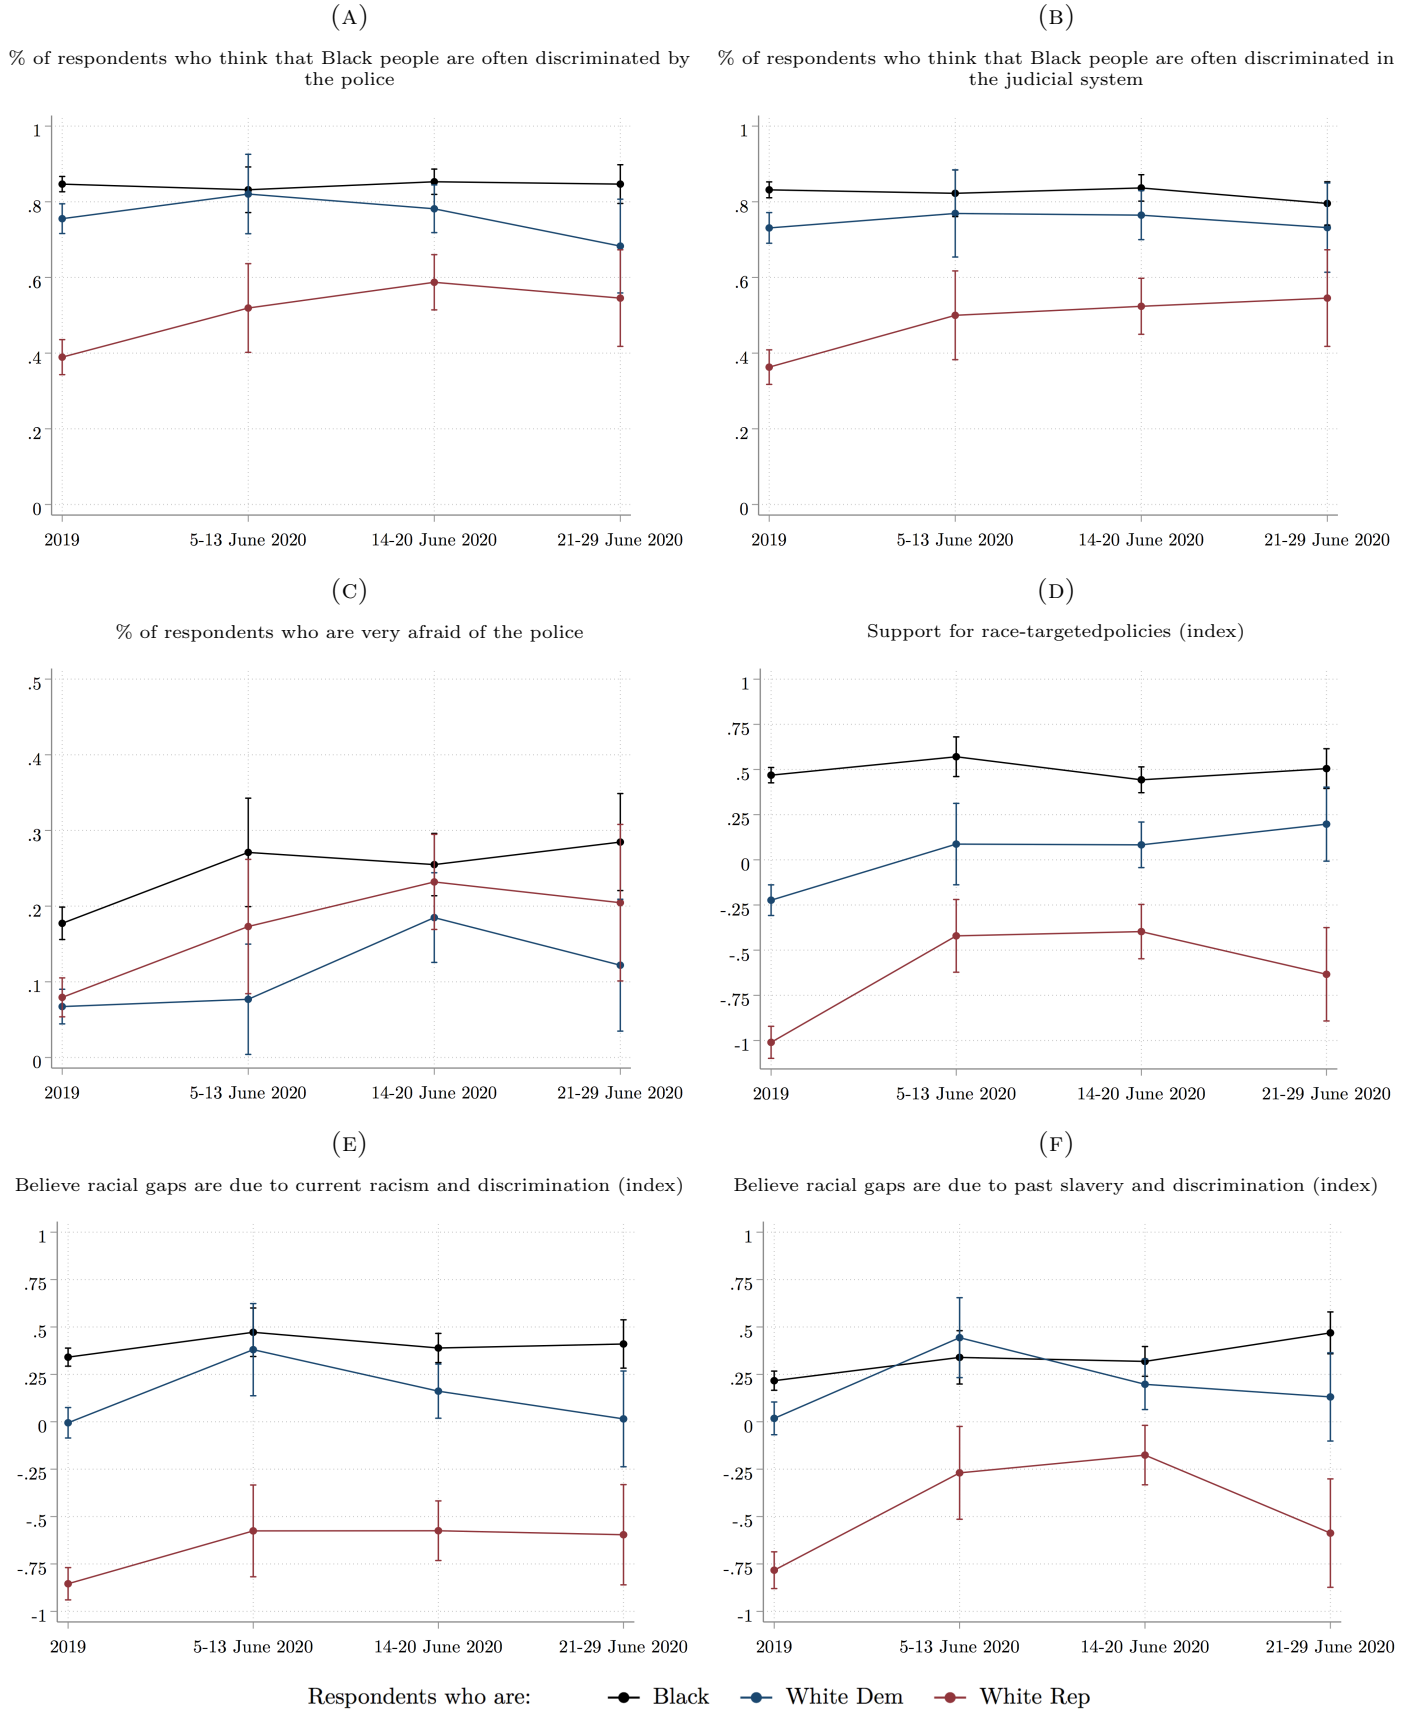 (A)
% of respondents who think that Black people are often discriminated by
the police
1
.8
.6
.4
.2
0
2019
5-13 June 2020
14-20 June 2020
21-29 June 2020
(B)
% of respondents who think that Black people are often discriminated in
the judicial system
1
.8
.6
.4
.2
0
2019
5-13 June 2020
14-20 June 2020
21-29 June 2020
(C)
% of respondents who are very afraid of the police
.5
.4
.3
.2
.1
0
2019
5-13 June 2020
14-20 June 2020
21-29 June 2020
(D)
Support for race-targetedpolicies (index)
1
.75
.5
.25
0
-.25
-.5
-.75
-1
2019
5-13 June 2020
14-20 June 2020
21-29 June 2020
(E)
Believe racial gaps are due to current racism and discrimination (index)
1
.75
.5
.25
0
-.25
-.5
-.75
-1
2019
5-13 June 2020
14-20 June 2020
21-29 June 2020
(F)
Believe racial gaps are due to past slavery and discrimination (index)
1
.75
.5
.25
0
-.25
-.5
-.75
-1
2019
5-13 June 2020
14-20 June 2020
21-29 June 2020
Respondents who are: Black White Dem White Rep